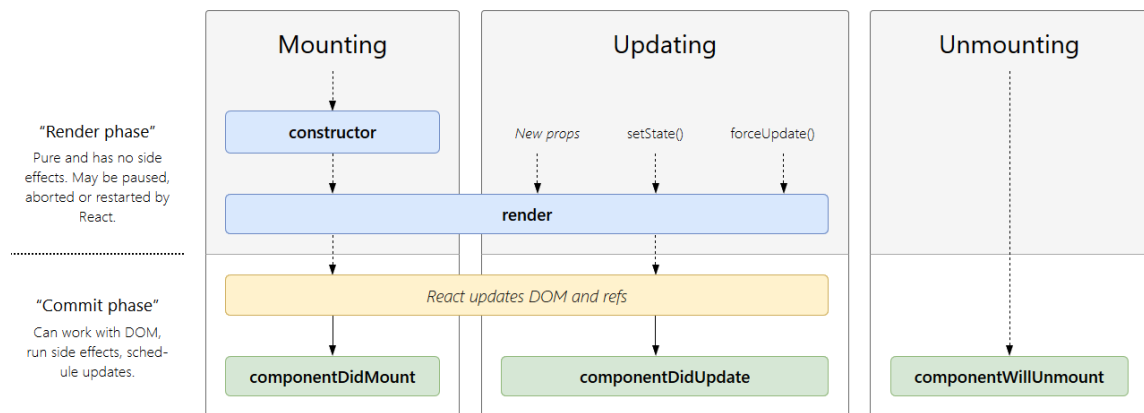 Mounting
Updating
Unmounting
“Render phase”
Pure and has no side
effects. May be paused,
aborted or restarted by
React.
constructor
New props
setState()
forceUpdate()
render
“Commit phase”
Can work with DOM,
run side effects, sched-
ule updates.
React updates DOM and refs
componentDidMount
componentDidUpdate
componentWillUnmount